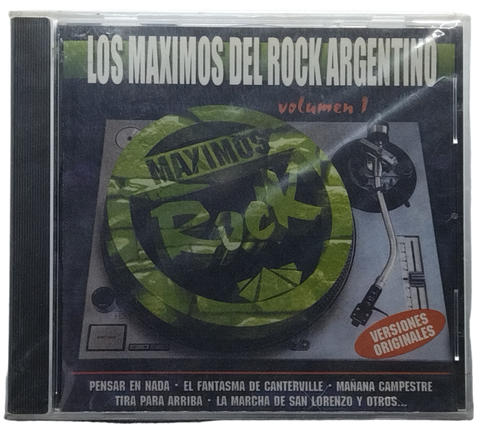 LOS MAXIMOS DEL ROCK ARGENTINO
volumen 1
MAXIMOS
Rock
VERSIONES
ORIGINALES
PENSAR EN NADA · EL FANTASMA DE CANTERVILLE · MAÑANA CAMPESTRE
TIRA PARA ARRIBA · LA MARCHA DE SAN LORENZO Y OTROS...